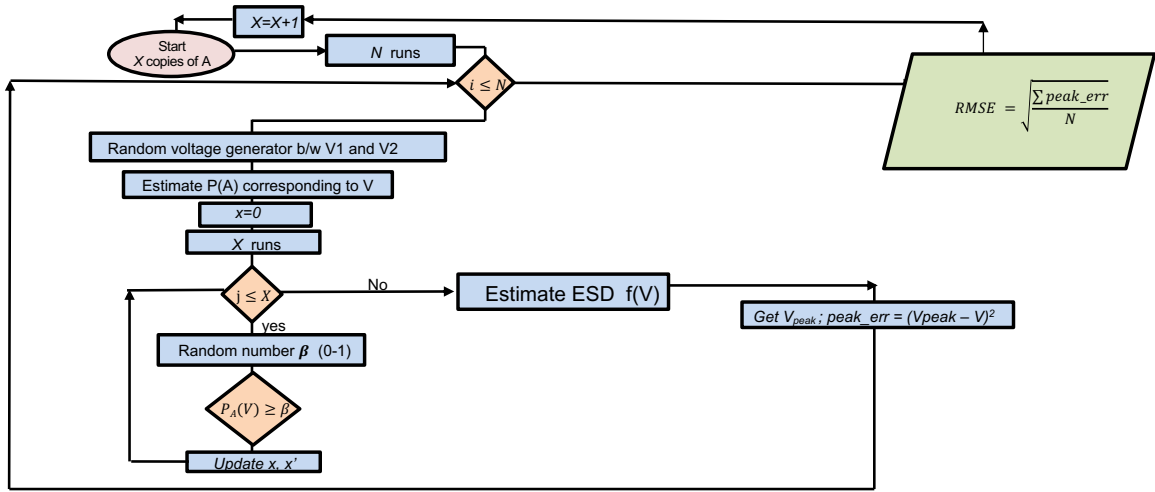 X=X+1
Start
X copies of A
N runs
i ≤ N
RMSE = √(∑ peak_err / N)
Random voltage generator b/w V1 and V2
Estimate P(A) corresponding to V
x=0
X runs
j ≤ X
No
Estimate ESD f(V)
Get Vpeak ; peak_err = (Vpeak – V)²
yes
Random number β (0-1)
P_A(V) ≥ β
Update x, x’